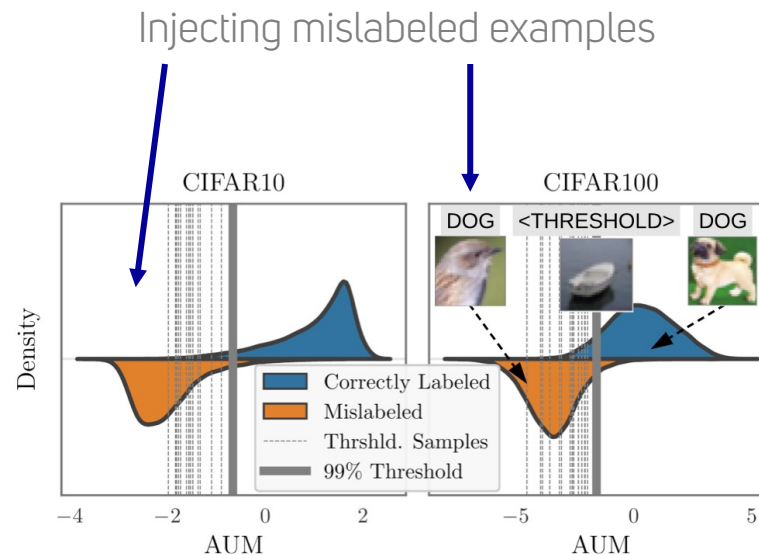 Injecting mislabeled examples
CIFAR10
CIFAR100
DOG
<THRESHOLD>
DOG
Density
Correctly Labeled
Mislabeled
Thrshld. Samples
99% Threshold
−4 −2 0 2
−5 0 5
AUM
AUM